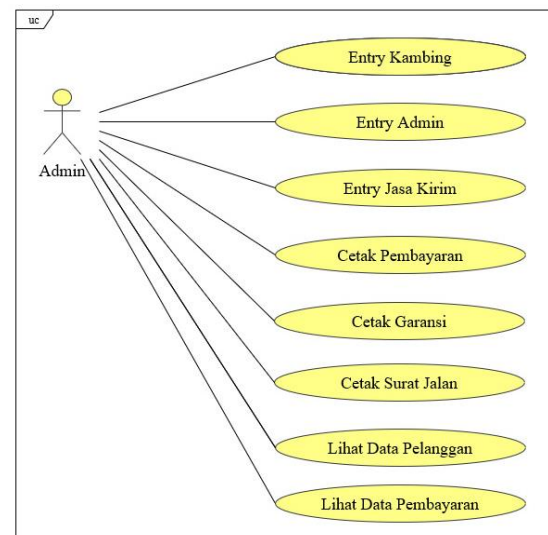 uc
Entry Kambing
Entry Admin
Admin
Entry Jasa Kirim
Cetak Pembayaran
Cetak Garansi
Cetak Surat Jalan
Lihat Data Pelanggan
Lihat Data Pembayaran